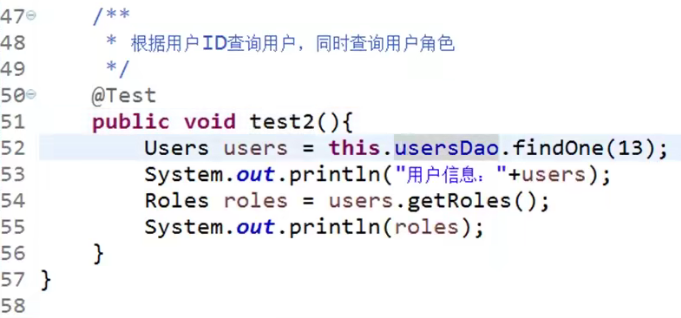 47 /**
48 * 根据用户ID查询用户，同时查询用户角色
49 */
50 @Test
51 public void test2(){
52 Users users = this.usersDao.findOne(13);
53 System.out.println("用户信息："+users);
54 Roles roles = users.getRoles();
55 System.out.println(roles);
56 }
57 }
58